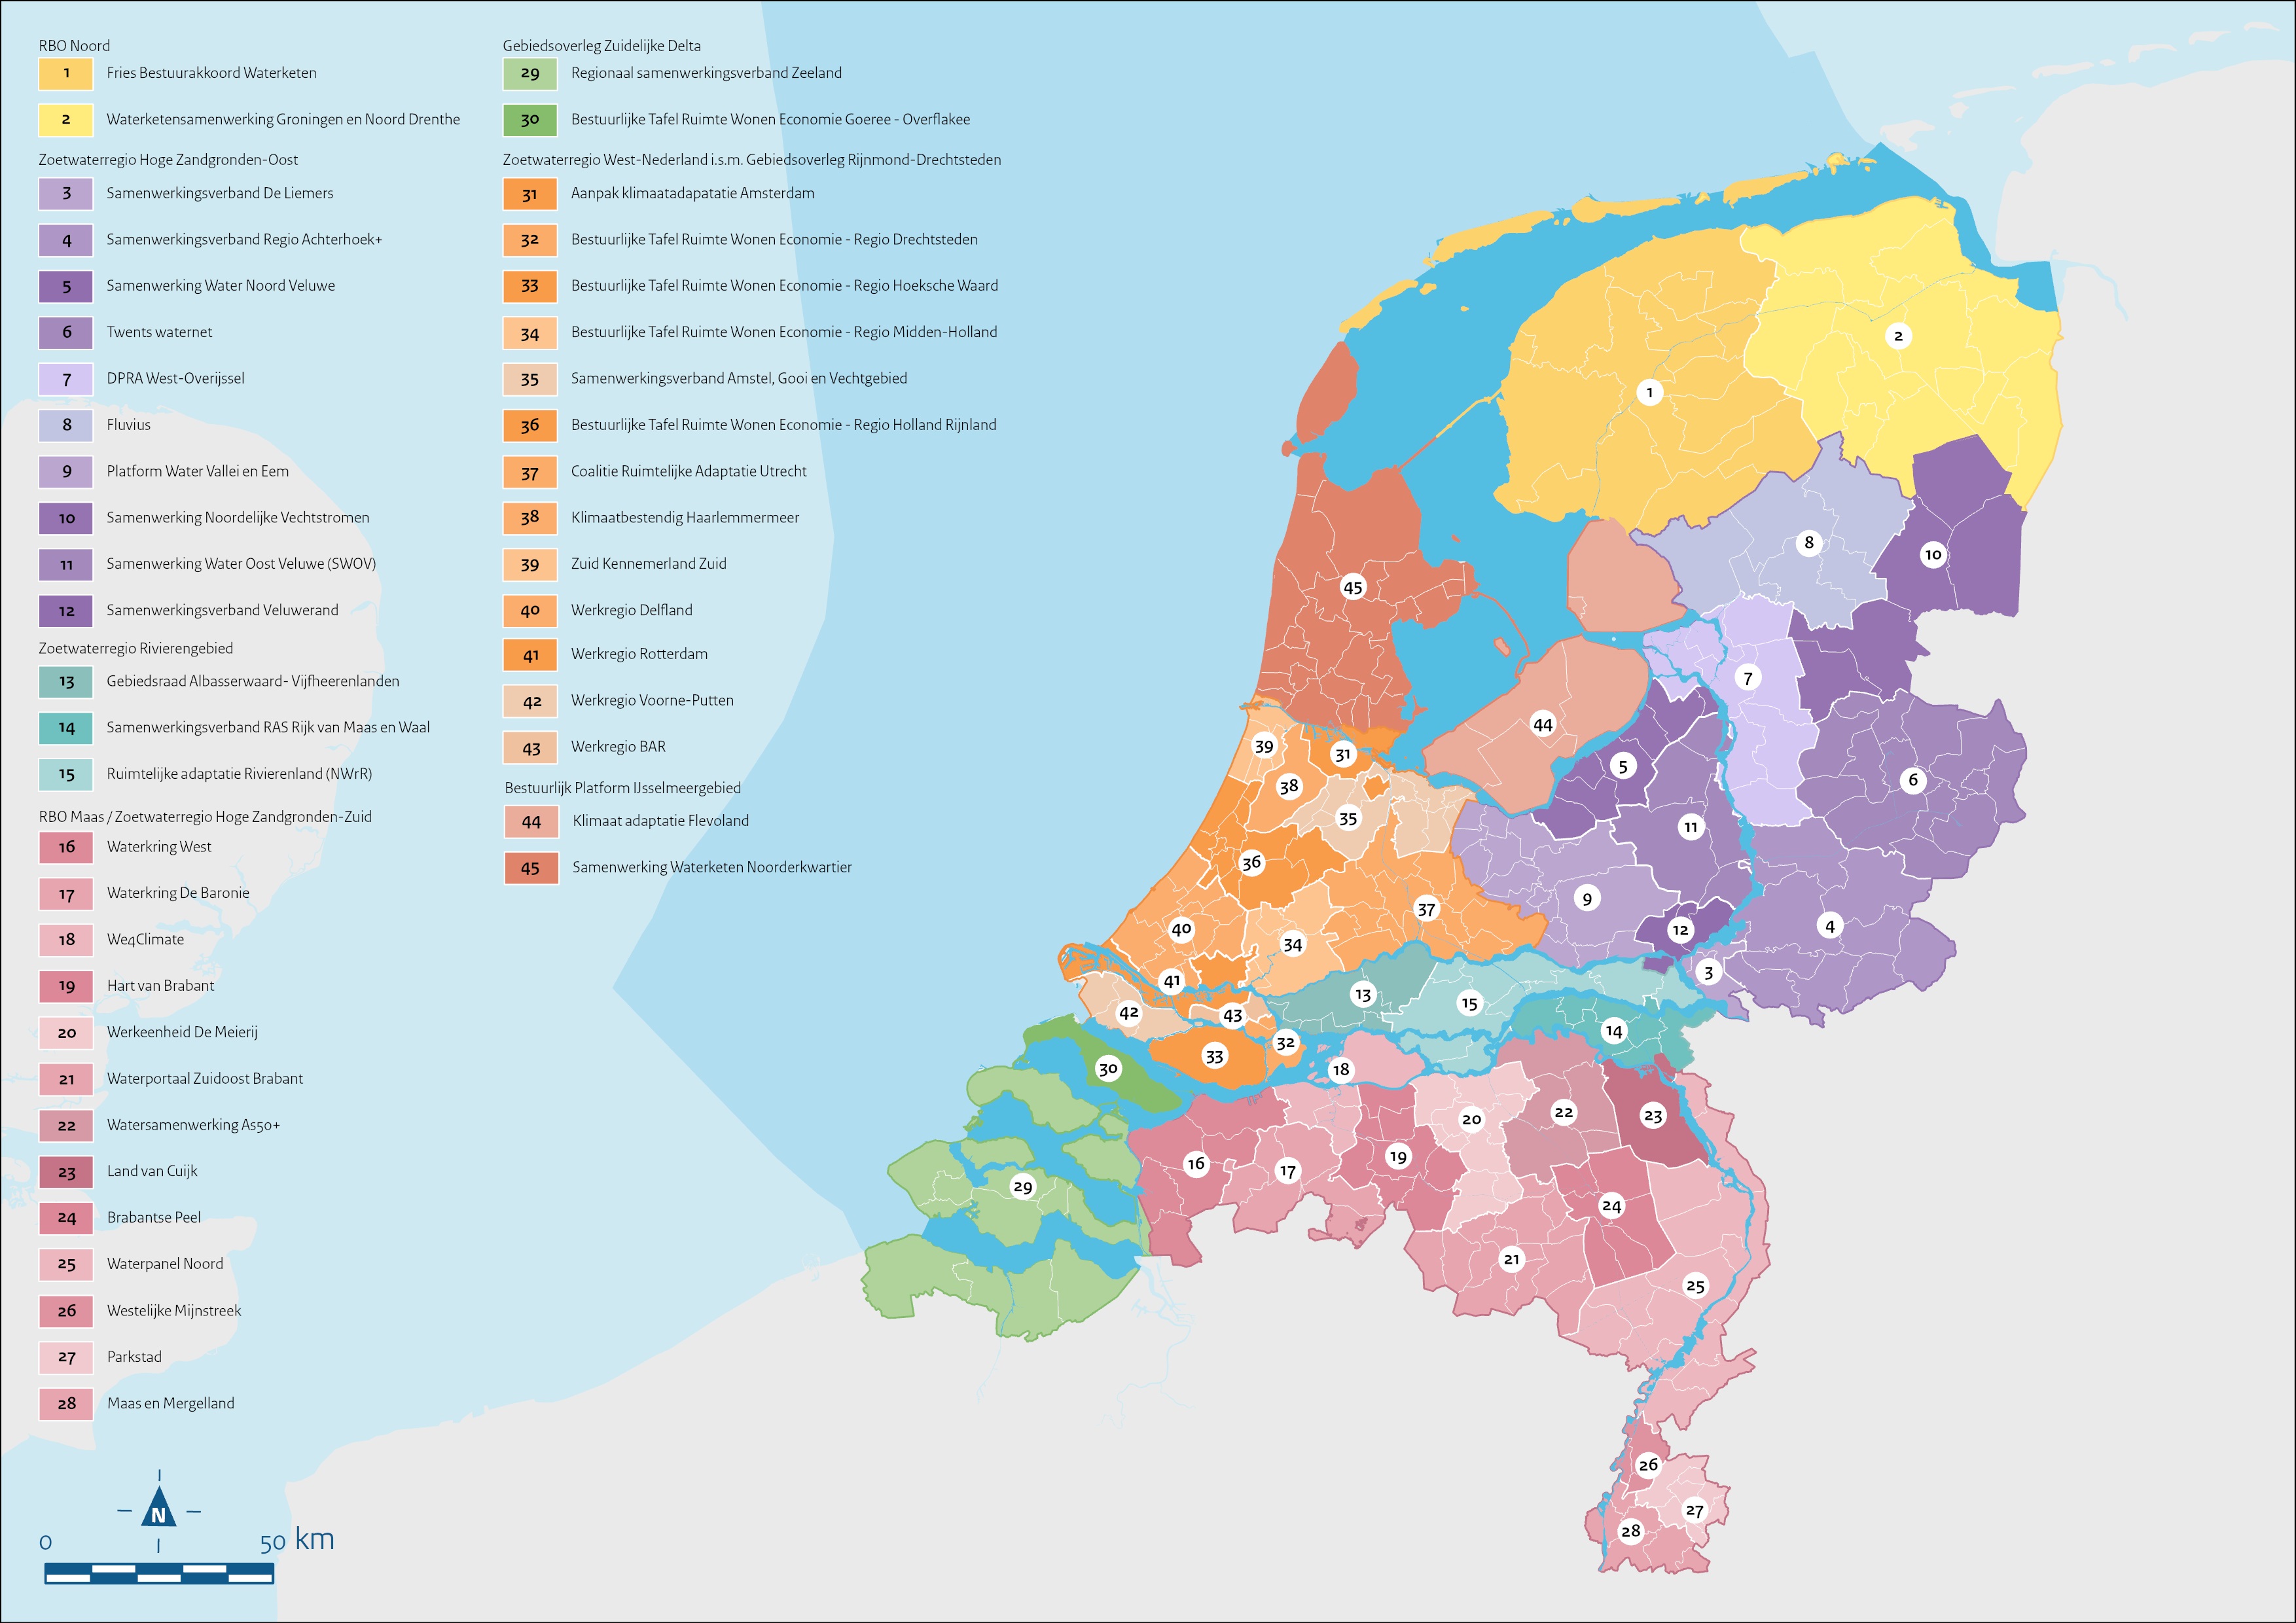 RBO Noord
1 Fries Bestuurakkoord Waterketen
2 Waterketensamenwerking Groningen en Noord Drenthe
Zoetwaterregio Hoge Zandgronden-Oost
3 Samenwerkingsverband De Liemers
4 Samenwerkingsverband Regio Achterhoek+
5 Samenwerking Water Noord Veluwe
6 Twents waternet
7 DPRA West-Overijssel
8 Fluvius
9 Platform Water Vallei en Eem
10 Samenwerking Noordelijke Vechtstromen
11 Samenwerking Water Oost Veluwe (SWOV)
12 Samenwerkingsverband Veluwerand
Zoetwaterregio Rivierengebied
13 Gebiedsraad Albasserwaard- Vijfheerenlanden
14 Samenwerkingsverband RAS Rijk van Maas en Waal
15 Ruimtelijke adaptatie Rivierenland (NWrR)
RBO Maas / Zoetwaterregio Hoge Zandgronden-Zuid
16 Waterkring West
17 Waterkring De Baronie
18 We4Climate
19 Hart van Brabant
20 Werkeenheid De Meierij
21 Waterportaal Zuidoost Brabant
22 Watersamenwerking As50+
23 Land van Cuijk
24 Brabantse Peel
25 Waterpanel Noord
26 Westelijke Mijnstreek
27 Parkstad
28 Maas en Mergelland
Gebiedsoverleg Zuidelijke Delta
29 Regionaal samenwerkingsverband Zeeland
30 Bestuurlijke Tafel Ruimte Wonen Economie Goeree - Overflakee
Zoetwaterregio West-Nederland i.s.m. Gebiedsoverleg Rijnmond-Drechtsteden
31 Aanpak klimaatadapatatie Amsterdam
32 Bestuurlijke Tafel Ruimte Wonen Economie - Regio Drechtsteden
33 Bestuurlijke Tafel Ruimte Wonen Economie - Regio Hoeksche Waard
34 Bestuurlijke Tafel Ruimte Wonen Economie - Regio Midden-Holland
35 Samenwerkingsverband Amstel, Gooi en Vechtgebied
36 Bestuurlijke Tafel Ruimte Wonen Economie - Regio Holland Rijnland
37 Coalitie Ruimtelijke Adaptatie Utrecht
38 Klimaatbestendig Haarlemmermeer
39 Zuid Kennemerland Zuid
40 Werkregio Delfland
41 Werkregio Rotterdam
42 Werkregio Voorne-Putten
43 Werkregio BAR
Bestuurlijk Platform IJsselmeergebied
44 Klimaat adaptatie Flevoland
45 Samenwerking Waterketen Noorderkwartier
2
1
8
10
45
7
44
39
31
5
6
38
35
11
36
9
37
4
40
12
34
3
41
13
15
42
43
14
32
33
30
18
23
22
20
19
16
17
29
24
21
25
26
27
28
N
0 50 km